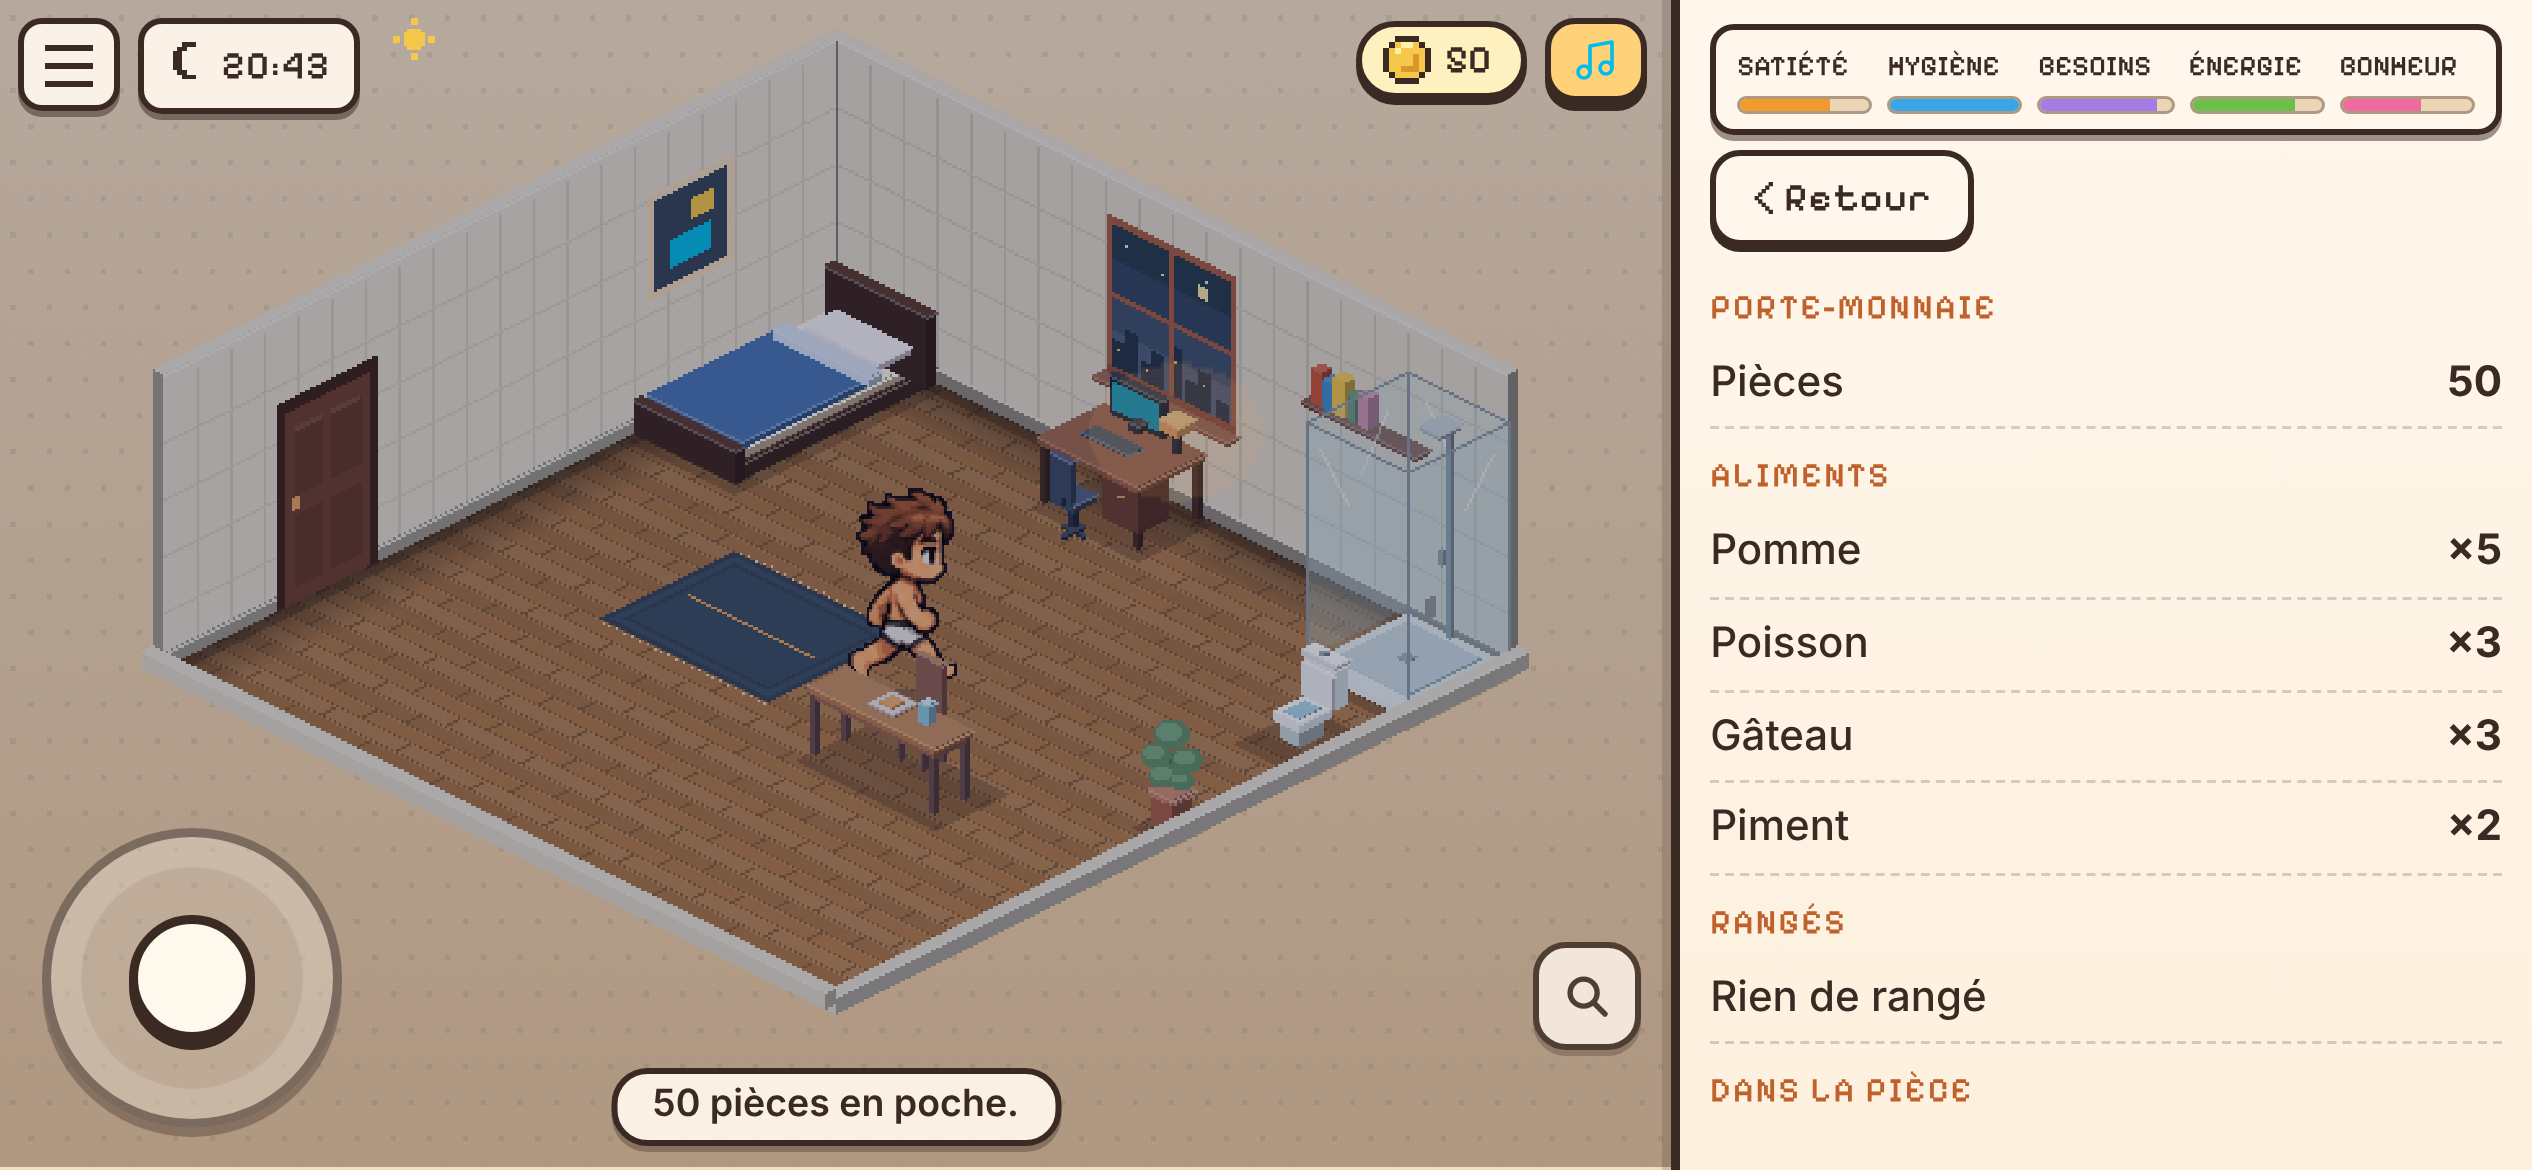 20:43
50
SATIÉTÉ HYGIÈNE BESOINS ÉNERGIE BONHEUR
Retour
PORTE-MONNAIE
Pièces 50
ALIMENTS
Pomme ×5
Poisson ×3
Gâteau ×3
Piment ×2
RANGÉS
Rien de rangé
DANS LA PIÈCE
50 pièces en poche.